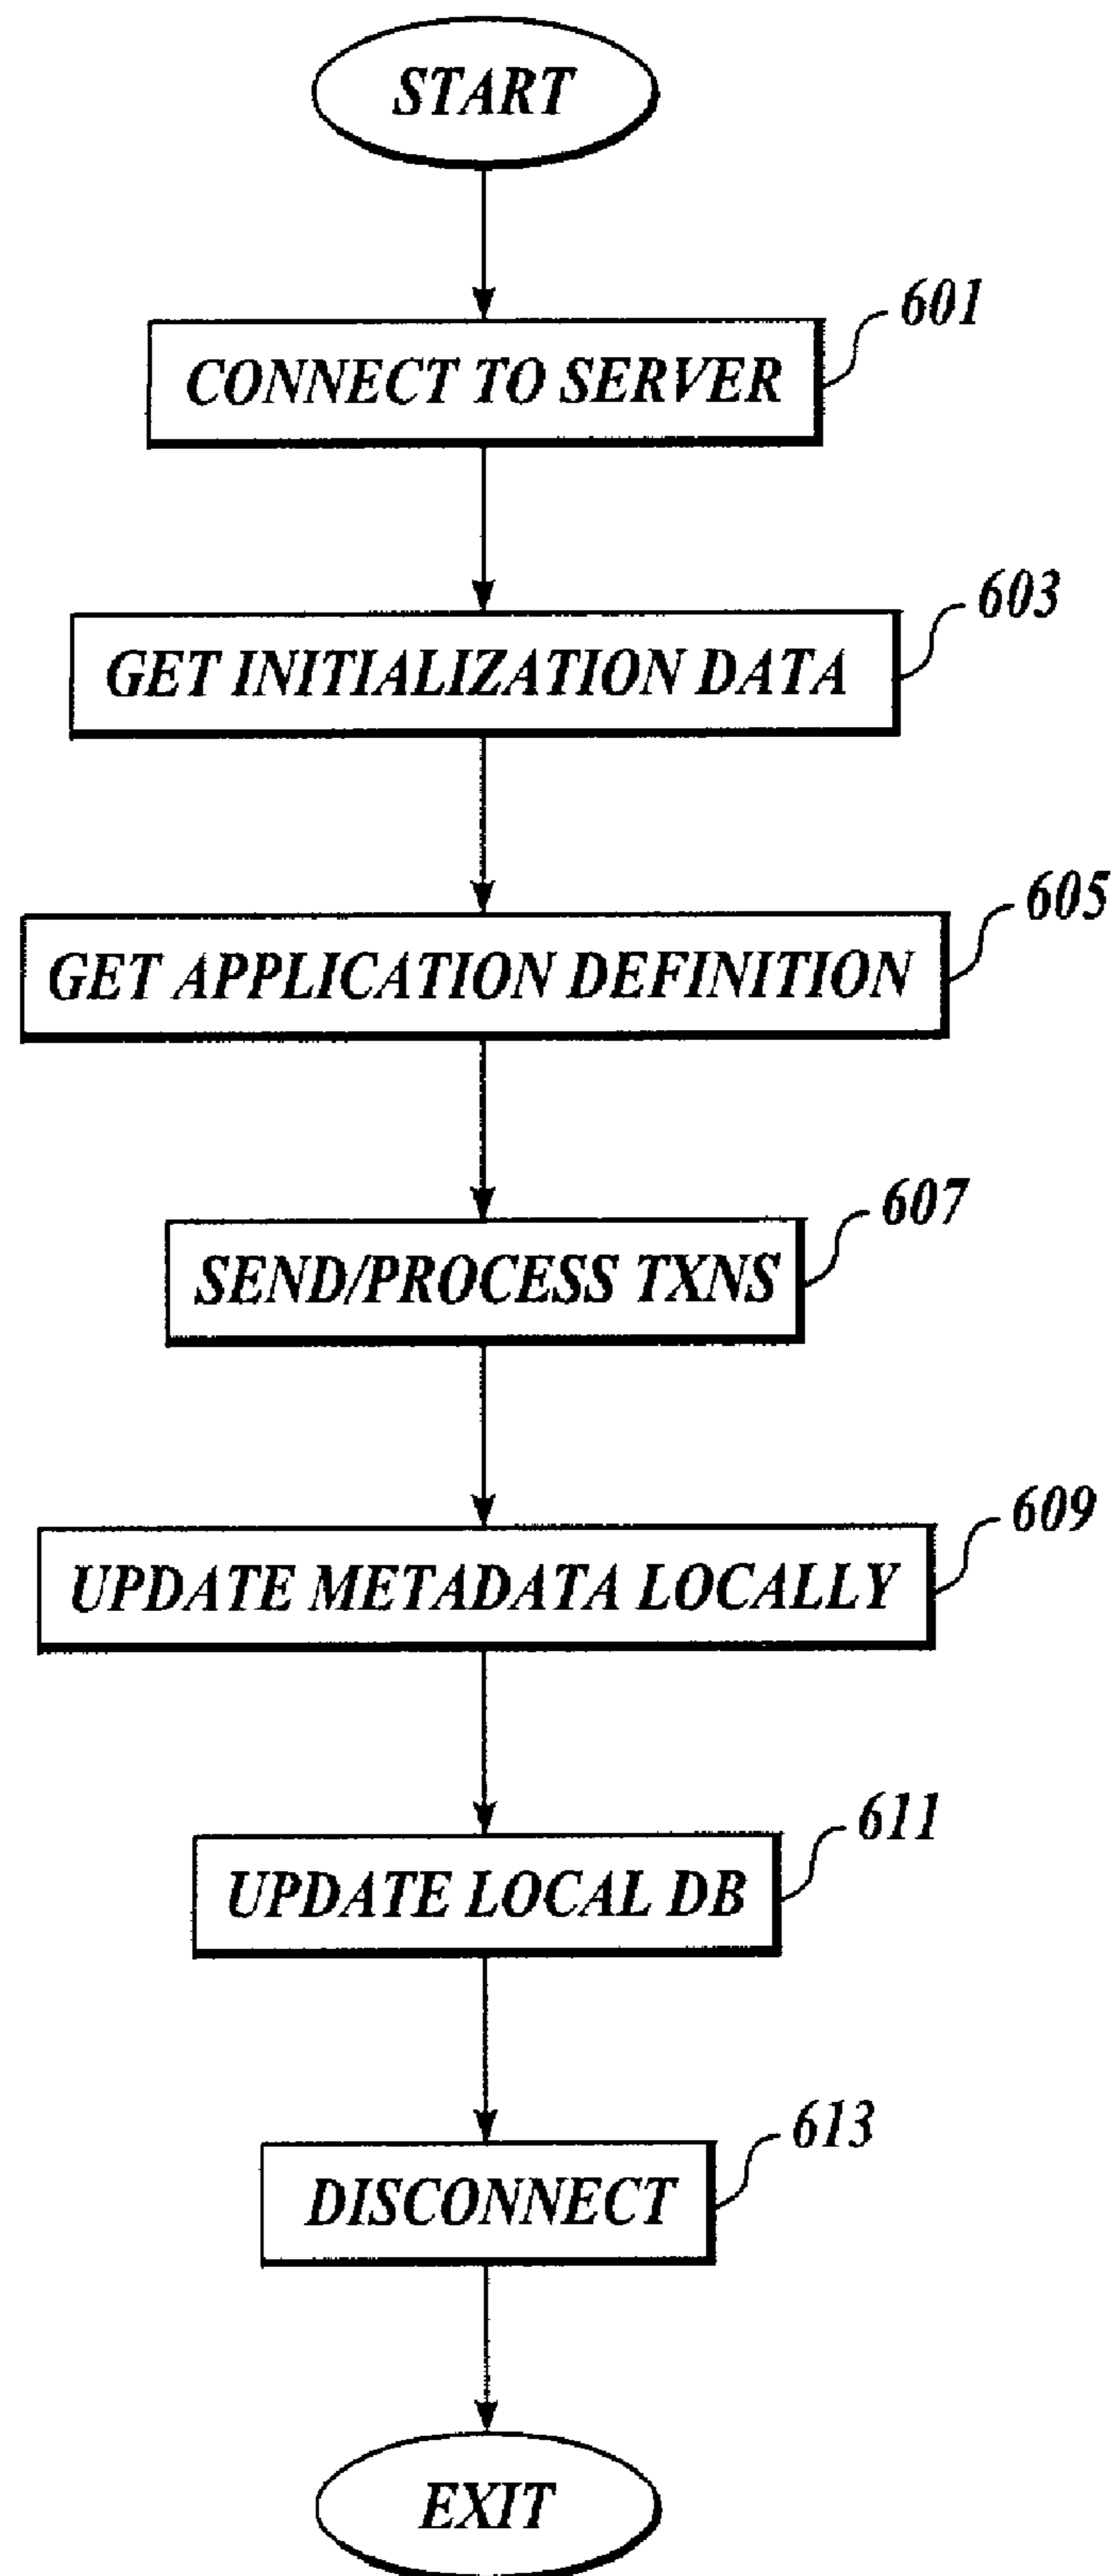 START
601
CONNECT TO SERVER
603
GET INITIALIZATION DATA
605
GET APPLICATION DEFINITION
607
SEND/PROCESS TXNS
609
UPDATE METADATA LOCALLY
611
UPDATE LOCAL DB
613
DISCONNECT
EXIT